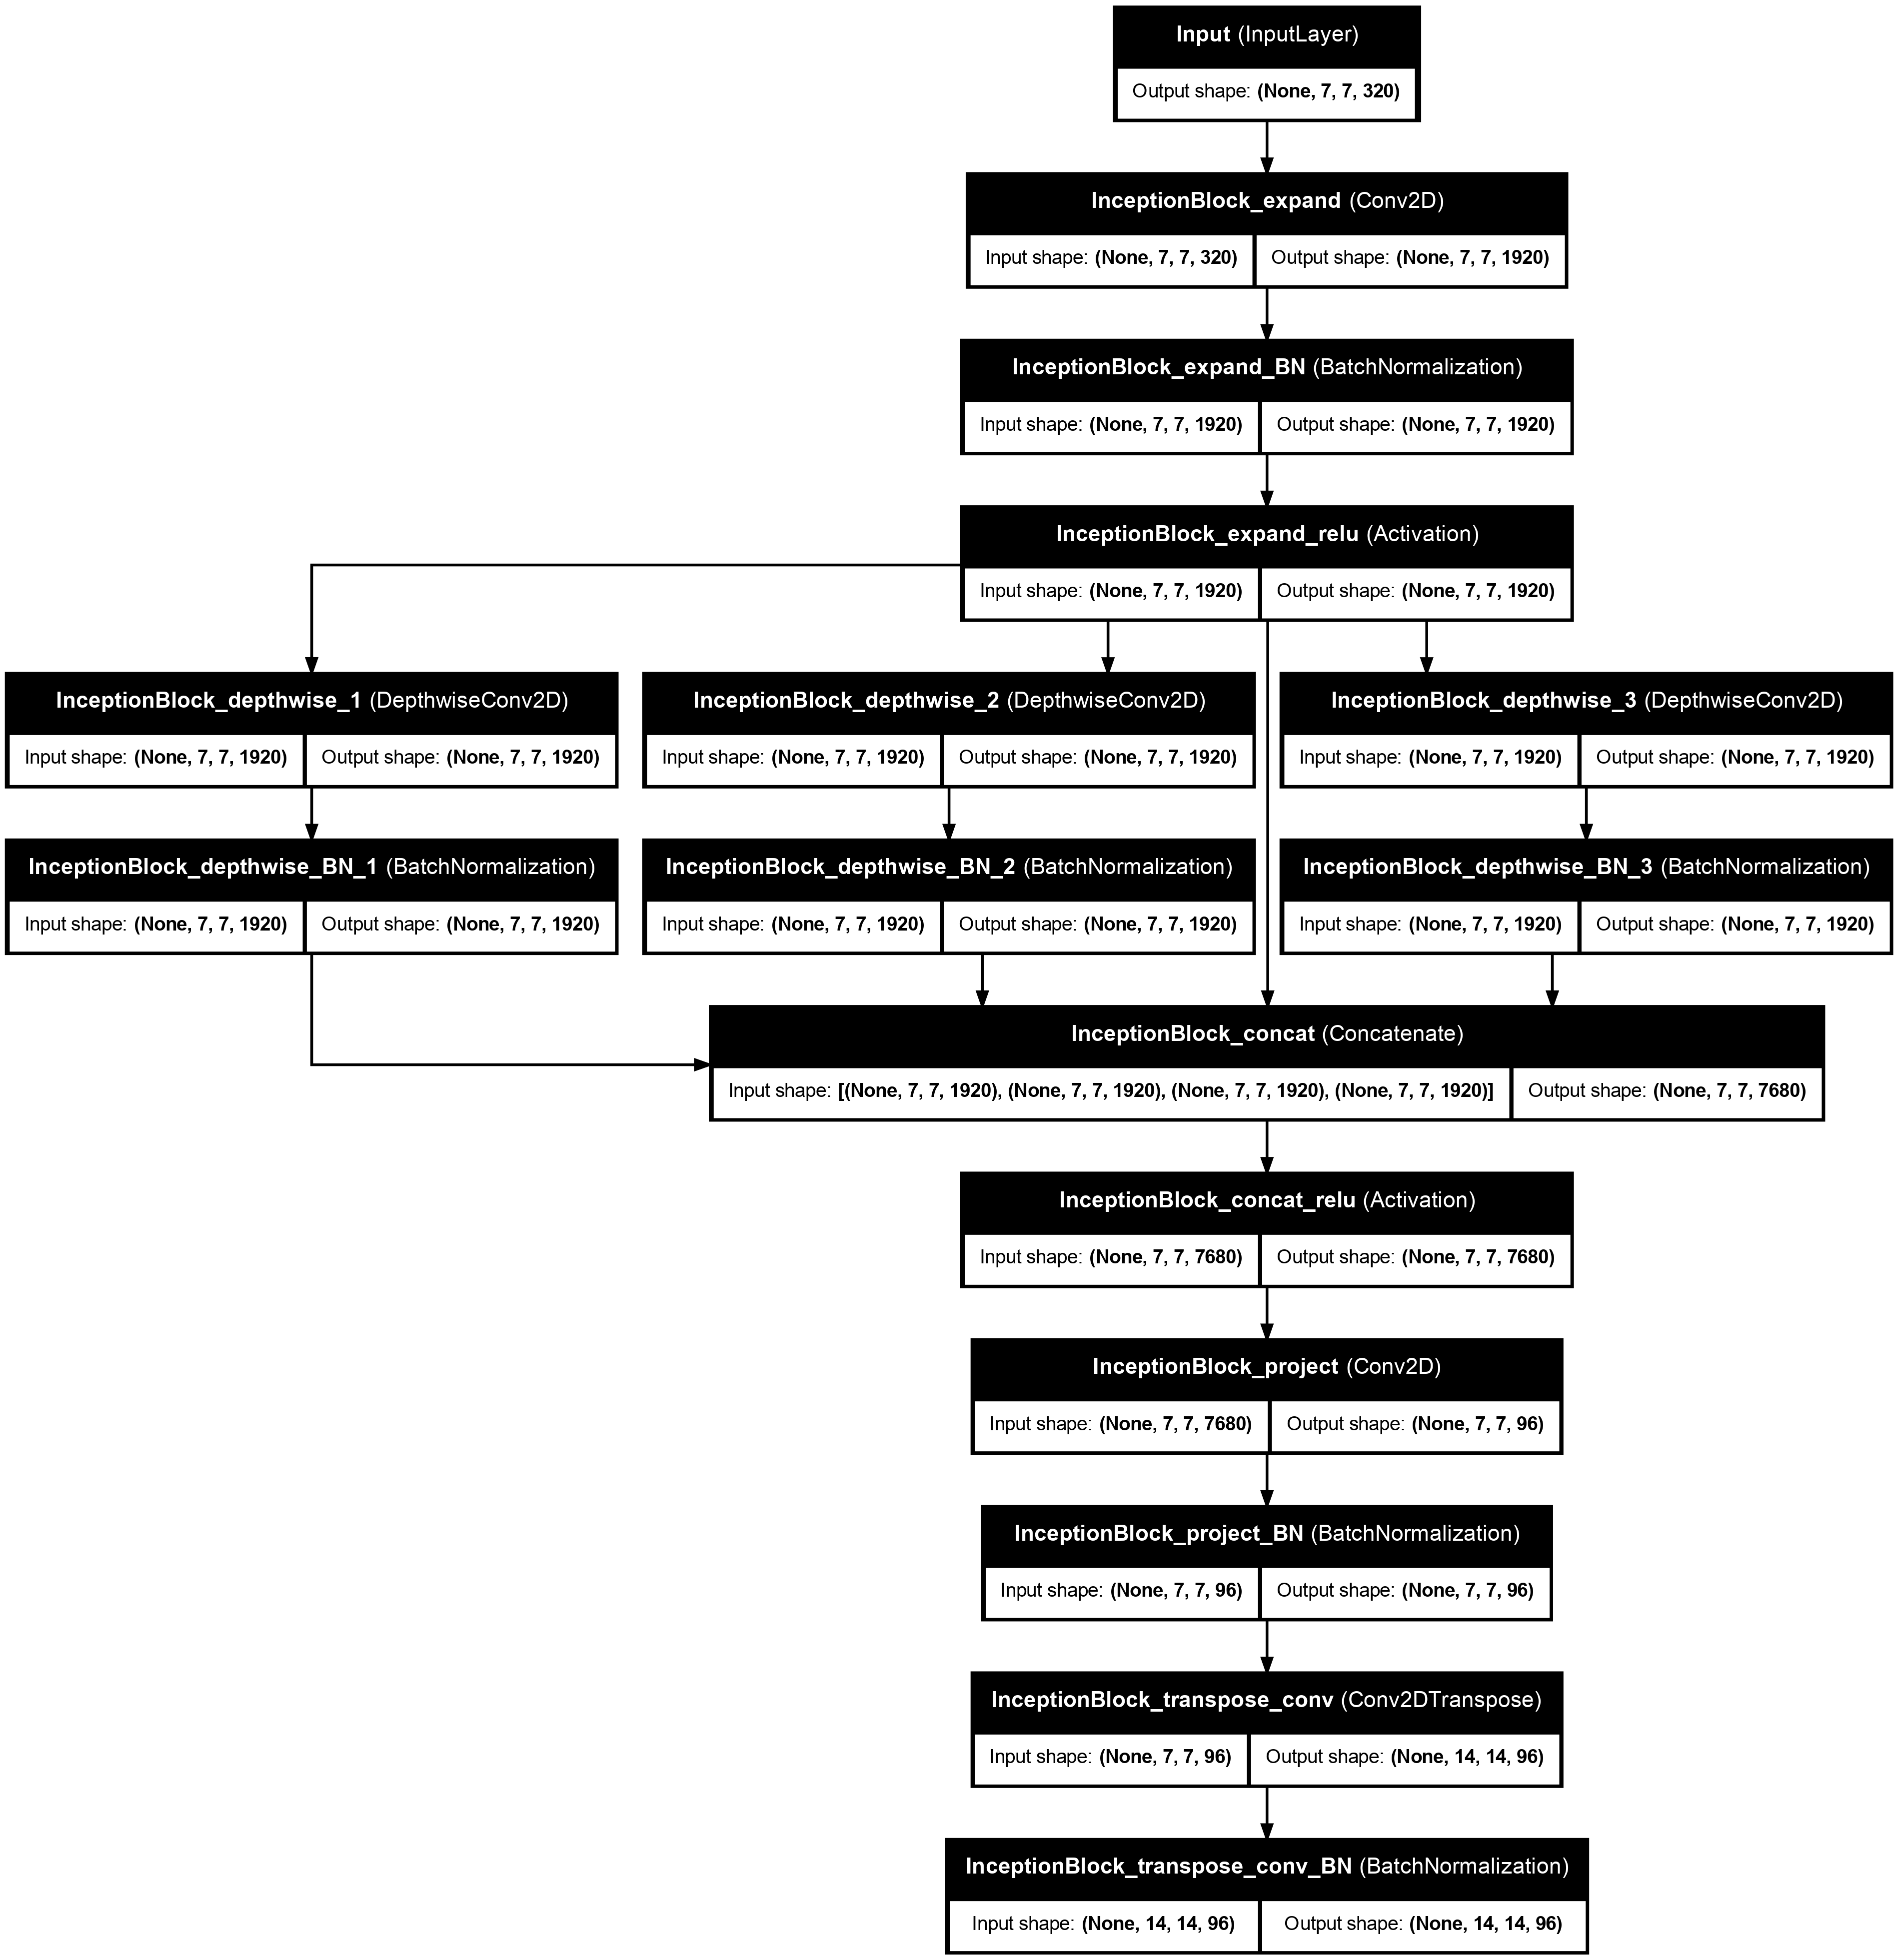 Input (InputLayer)
Output shape: (None, 7, 7, 320)
InceptionBlock_expand (Conv2D)
Input shape: (None, 7, 7, 320) Output shape: (None, 7, 7, 1920)
InceptionBlock_expand_BN (BatchNormalization)
Input shape: (None, 7, 7, 1920) Output shape: (None, 7, 7, 1920)
InceptionBlock_expand_relu (Activation)
Input shape: (None, 7, 7, 1920) Output shape: (None, 7, 7, 1920)
InceptionBlock_depthwise_1 (DepthwiseConv2D)
Input shape: (None, 7, 7, 1920) Output shape: (None, 7, 7, 1920)
InceptionBlock_depthwise_2 (DepthwiseConv2D)
Input shape: (None, 7, 7, 1920) Output shape: (None, 7, 7, 1920)
InceptionBlock_depthwise_3 (DepthwiseConv2D)
Input shape: (None, 7, 7, 1920) Output shape: (None, 7, 7, 1920)
InceptionBlock_depthwise_BN_1 (BatchNormalization)
Input shape: (None, 7, 7, 1920) Output shape: (None, 7, 7, 1920)
InceptionBlock_depthwise_BN_2 (BatchNormalization)
Input shape: (None, 7, 7, 1920) Output shape: (None, 7, 7, 1920)
InceptionBlock_depthwise_BN_3 (BatchNormalization)
Input shape: (None, 7, 7, 1920) Output shape: (None, 7, 7, 1920)
InceptionBlock_concat (Concatenate)
Input shape: [(None, 7, 7, 1920), (None, 7, 7, 1920), (None, 7, 7, 1920), (None, 7, 7, 1920)] Output shape: (None, 7, 7, 7680)
InceptionBlock_concat_relu (Activation)
Input shape: (None, 7, 7, 7680) Output shape: (None, 7, 7, 7680)
InceptionBlock_project (Conv2D)
Input shape: (None, 7, 7, 7680) Output shape: (None, 7, 7, 96)
InceptionBlock_project_BN (BatchNormalization)
Input shape: (None, 7, 7, 96) Output shape: (None, 7, 7, 96)
InceptionBlock_transpose_conv (Conv2DTranspose)
Input shape: (None, 7, 7, 96) Output shape: (None, 14, 14, 96)
InceptionBlock_transpose_conv_BN (BatchNormalization)
Input shape: (None, 14, 14, 96) Output shape: (None, 14, 14, 96)